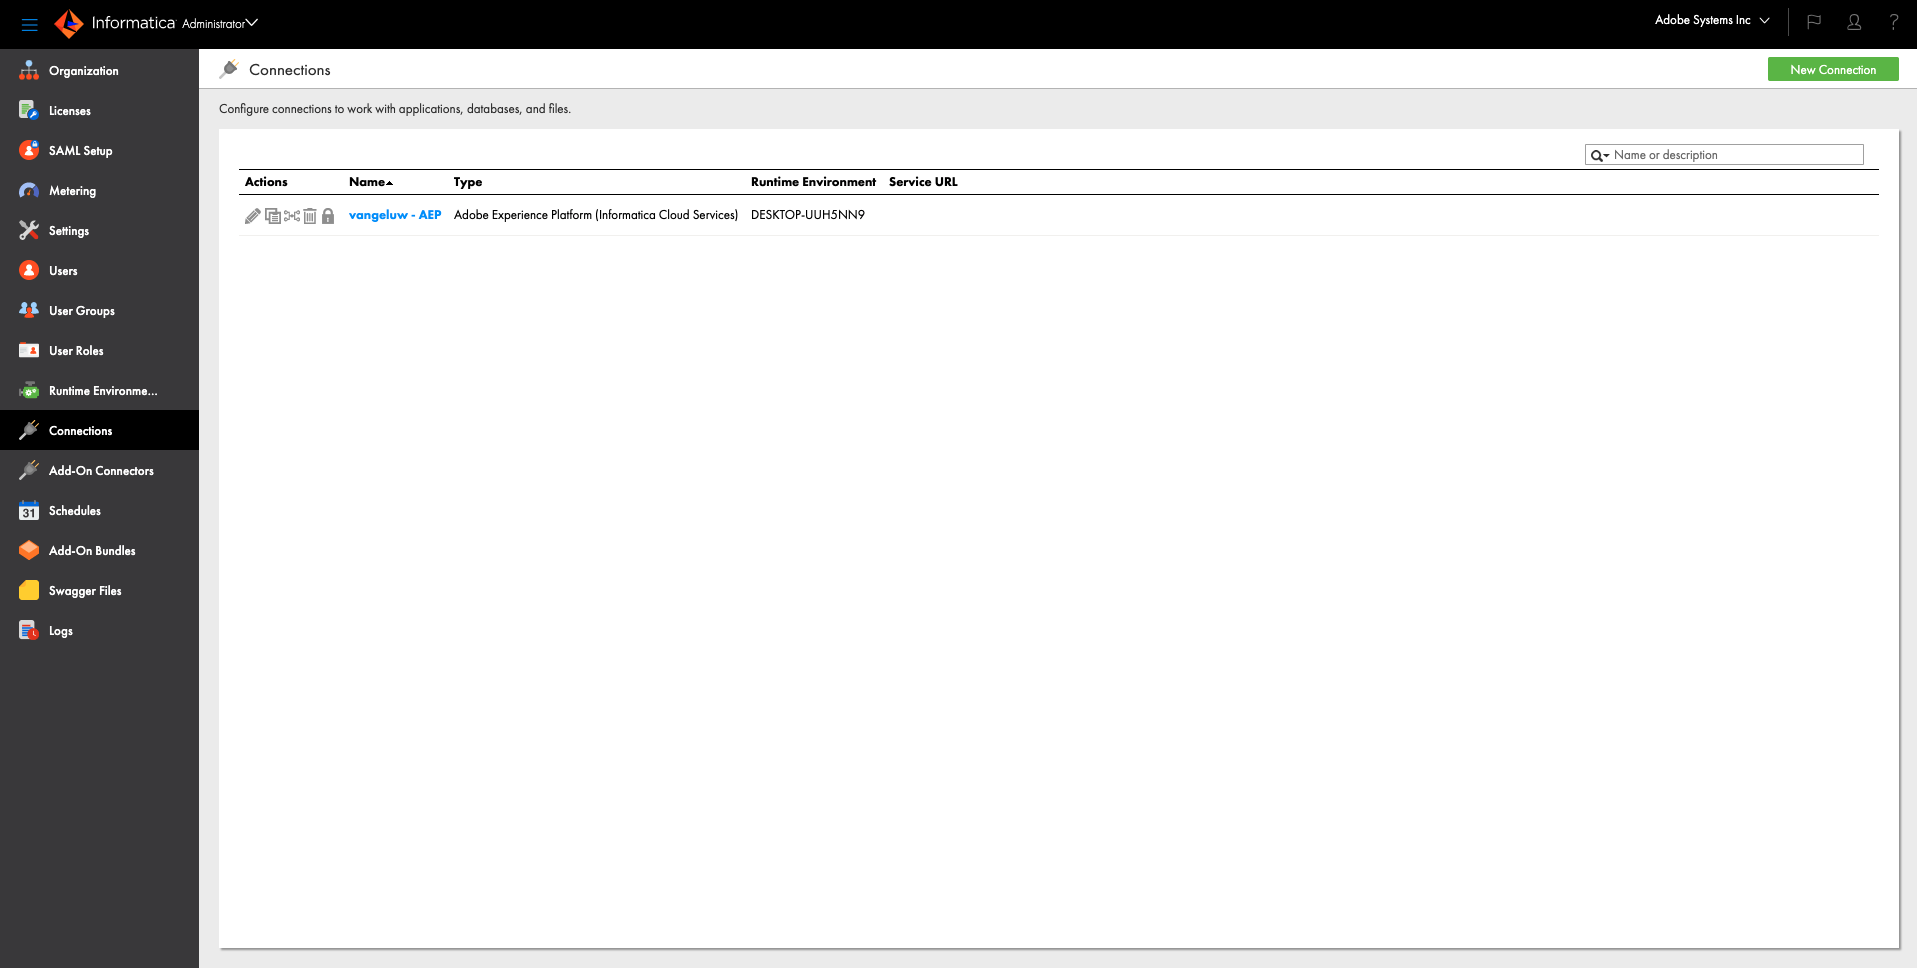 Informatica Administrator
Adobe Systems Inc
?
Organization
Licenses
SAML Setup
Metering
Settings
Users
User Groups
User Roles
Runtime Environme...
Connections
Add-On Connectors
31
Schedules
Add-On Bundles
Swagger Files
Logs
Connections
New Connection
Configure connections to work with applications, databases, and files.
Name or description
Actions Name Type Runtime Environment Service URL
vangeluw - AEP Adobe Experience Platform (Informatica Cloud Services) DESKTOP-UUH5NN9